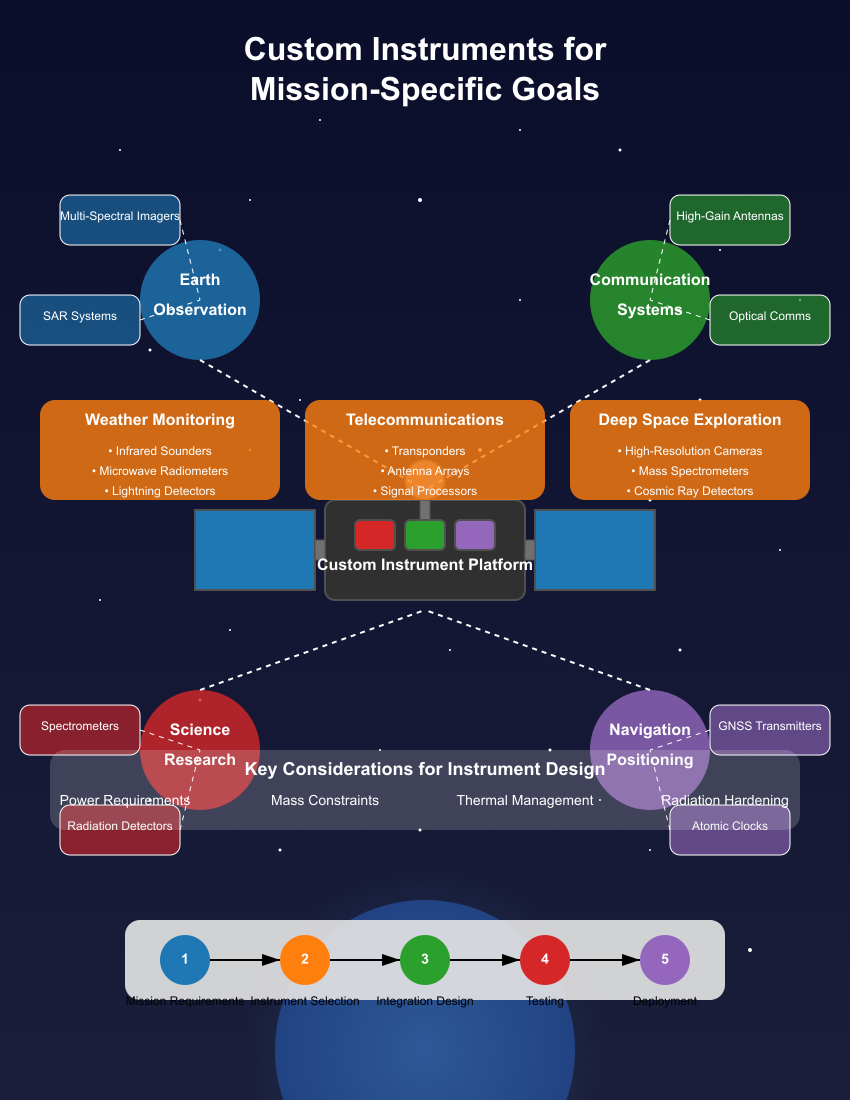 Custom Instruments for
Mission-Specific Goals
Multi-Spectral Imagers
High-Gain Antennas
Earth
Observation
Communication
Systems
SAR Systems
Optical Comms
Weather Monitoring
• Infrared Sounders
• Microwave Radiometers
• Lightning Detectors
Telecommunications
• Transponders
• Antenna Arrays
• Signal Processors
Deep Space Exploration
• High-Resolution Cameras
• Mass Spectrometers
• Cosmic Ray Detectors
Custom Instrument Platform
Spectrometers
Science
Research
Navigation
Positioning
GNSS Transmitters
Key Considerations for Instrument Design
Power Requirements
Mass Constraints
Thermal Management
Radiation Hardening
Radiation Detectors
Atomic Clocks
1
2
3
4
5
Mission Requirements
Instrument Selection
Integration Design
Testing
Deployment